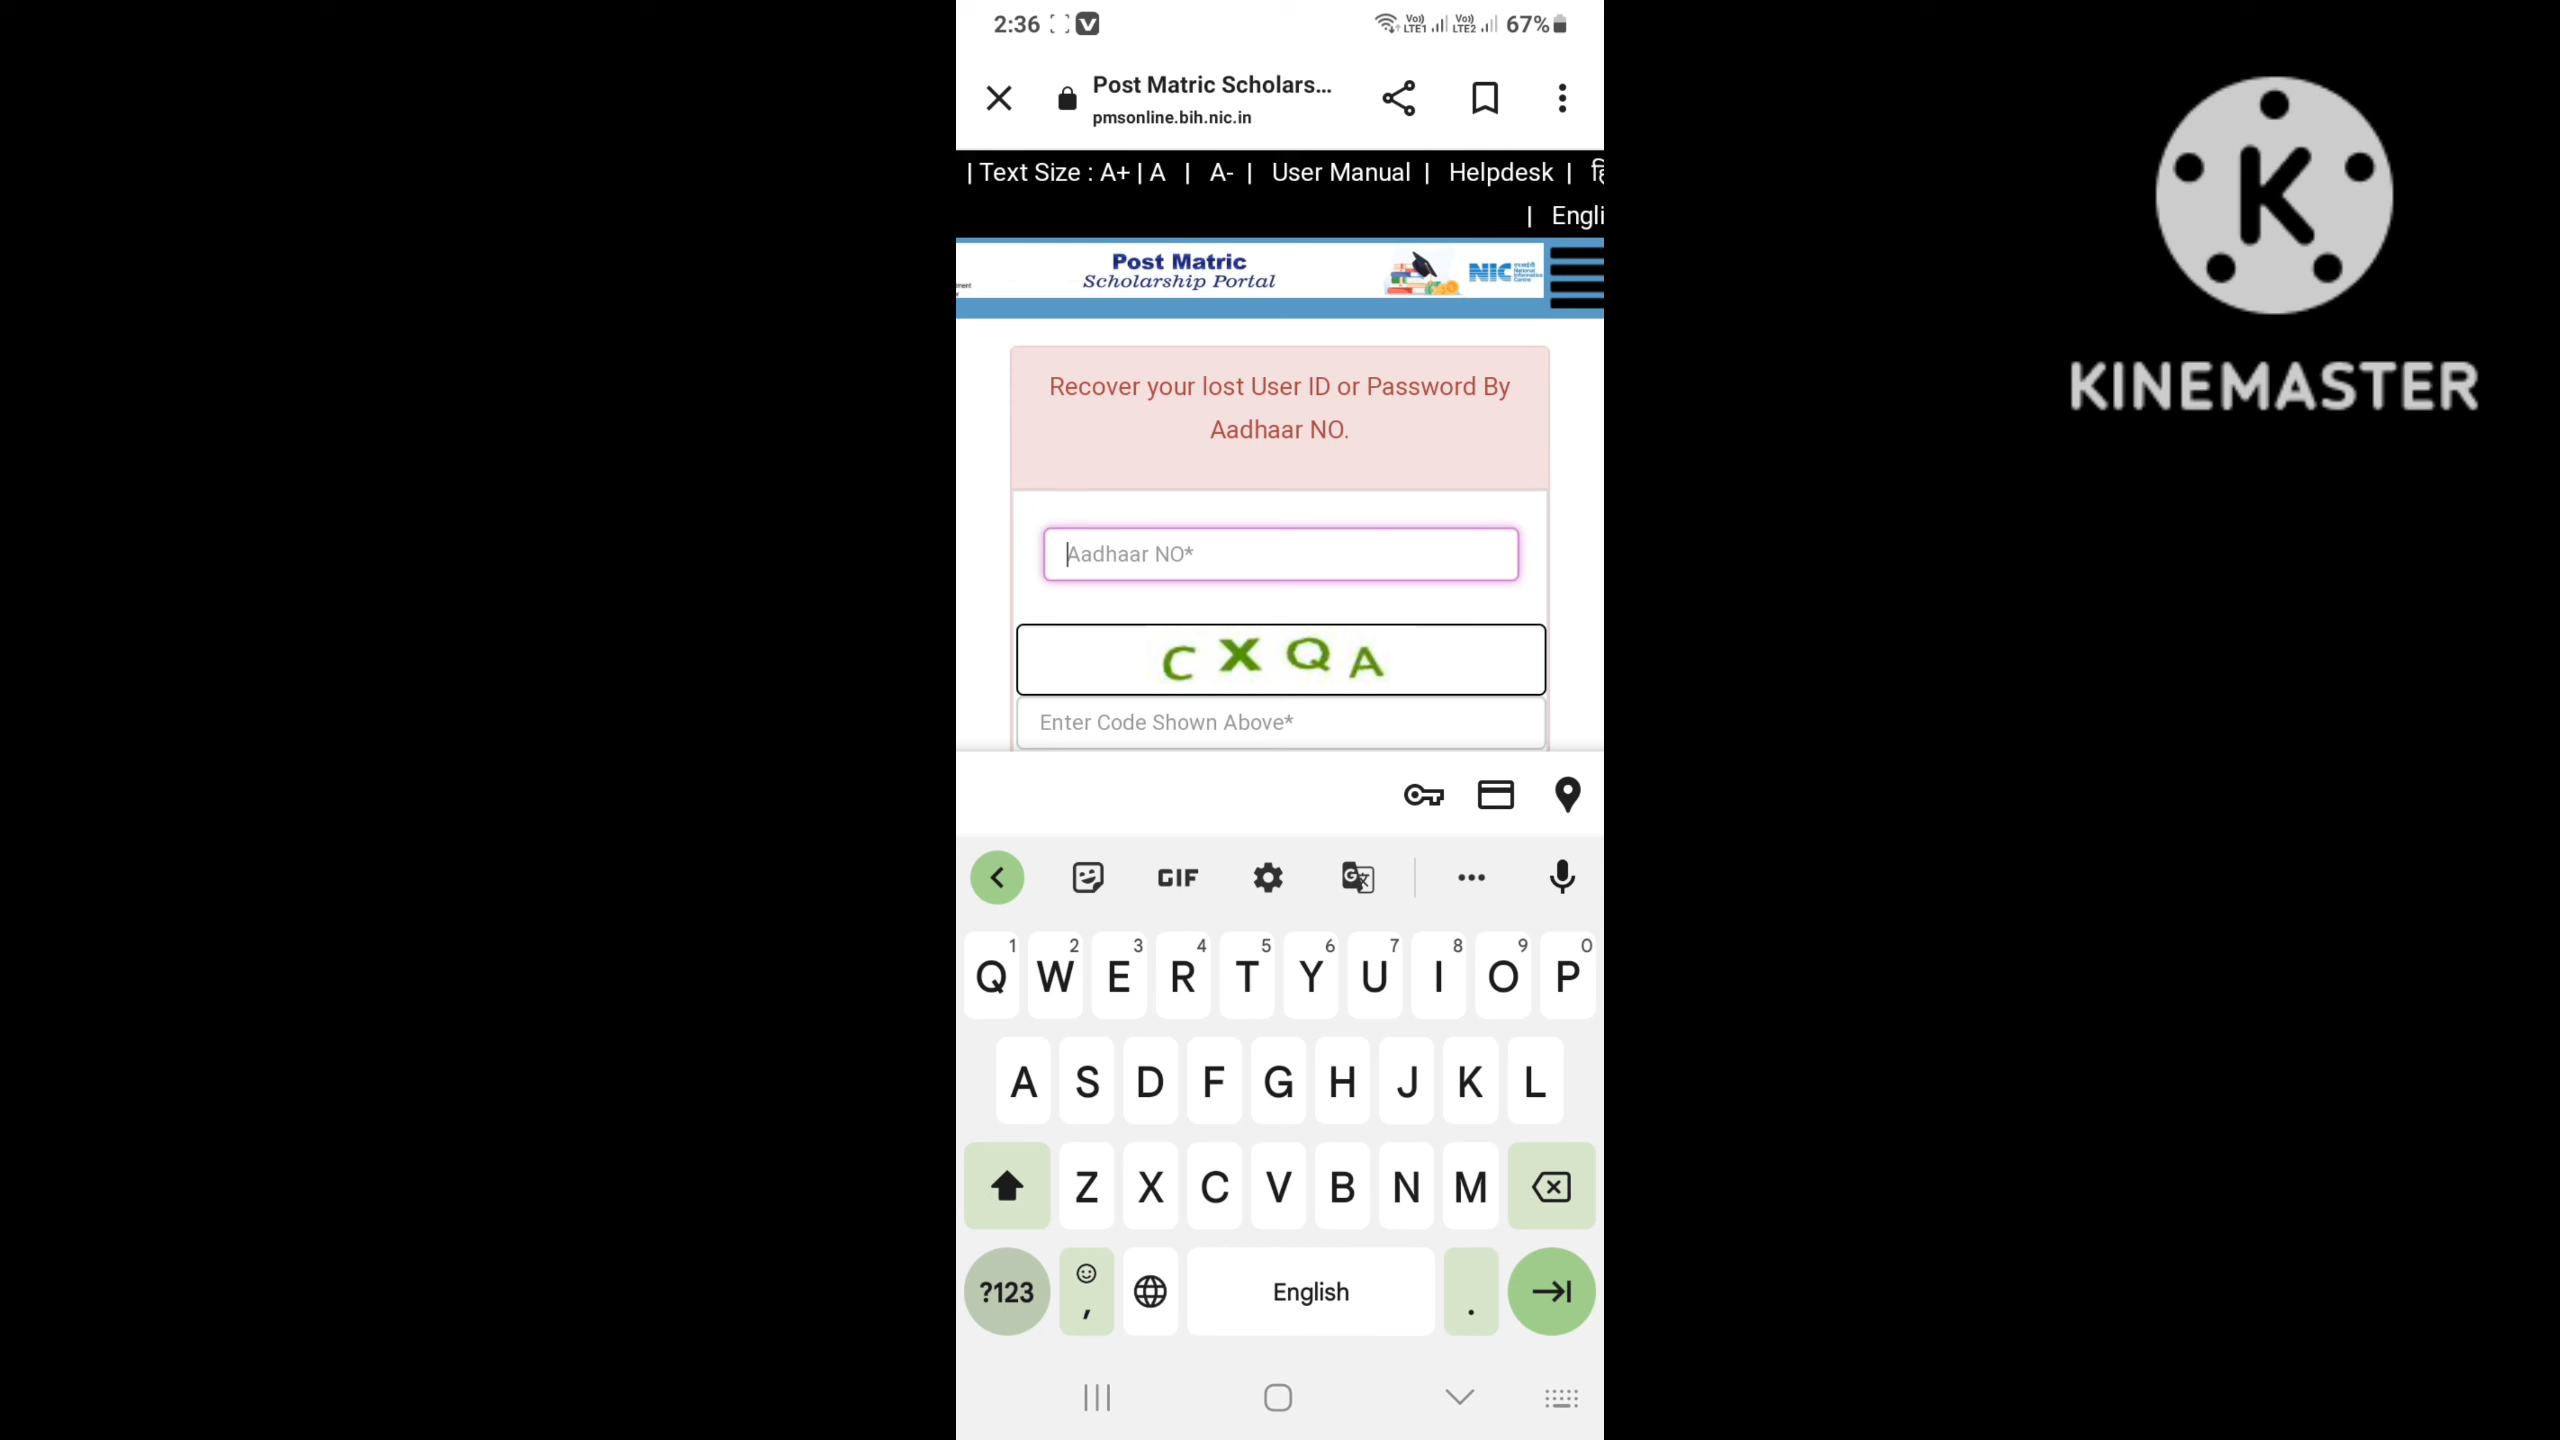 2:36
67%
Post Matric Scholars...
pmsonline.bih.nic.in
| Text Size : A+ | A | A- | User Manual | Helpdesk |
| Engli
Post Matric
Scholarship Portal
NIC
Recover your lost User ID or Password By
Aadhaar NO.
Aadhaar NO*
C X Q A
Enter Code Shown Above*
GIF
Q 1 W 2 E 3 R 4 T 5 Y 6 U 7 I 8 O 9 P 0
A S D F G H J K L
Z X C V B N M
?123 , English .
K
KINEMASTER